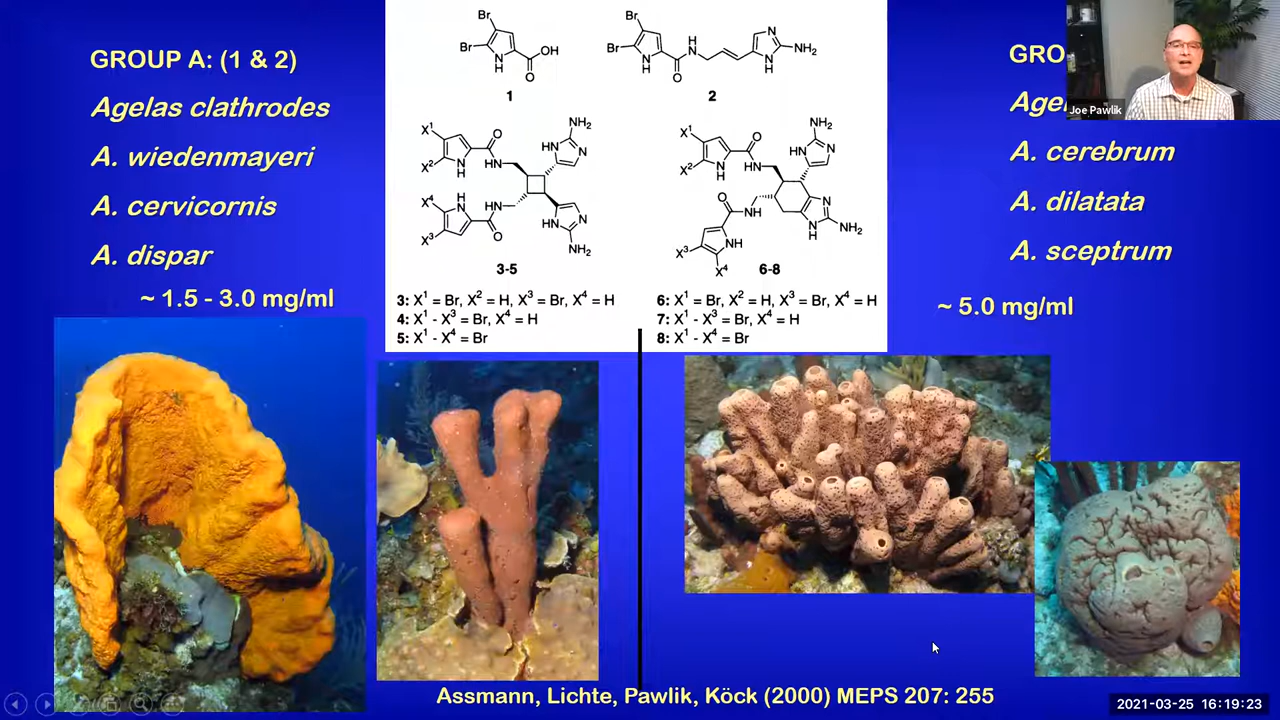 GROUP A: (1 & 2)
Agelas clathrodes
A. wiedenmayeri
A. cervicornis
A. dispar
~ 1.5 - 3.0 mg/ml
Br
Br
N
H
O
OH
1
Br
Br
N
H
O
H
N
N
N
H
NH₂
2
X¹
X²
N
H
O
HN
NH₂
HN
N
X⁴
X³
H
N
O
HN
HN
N
NH₂
3-5
X¹
X²
N
H
O
HN
NH₂
HN
N
O
NH
N
N
H
NH₂
X³
NH
X⁴
6-8
3: X¹ = Br, X² = H, X³ = Br, X⁴ = H
4: X¹ - X³ = Br, X⁴ = H
5: X¹ - X⁴ = Br
6: X¹ = Br, X² = H, X³ = Br, X⁴ = H
7: X¹ - X³ = Br, X⁴ = H
8: X¹ - X⁴ = Br
GRO
Age
A. cerebrum
A. dilatata
A. sceptrum
~ 5.0 mg/ml
Joe Pawlik
Assmann, Lichte, Pawlik, Köck (2000) MEPS 207: 255
2021-03-25 16:19:23